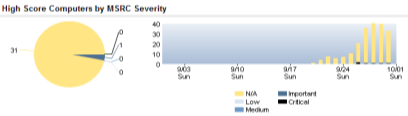 High Score Computers by MSRC Severity
31
0
1
0
0
40
30
20
10
0
9/03 9/10 9/17 9/24 10/01
Sun Sun Sun Sun Sun
N/A Important
Low Critical
Medium